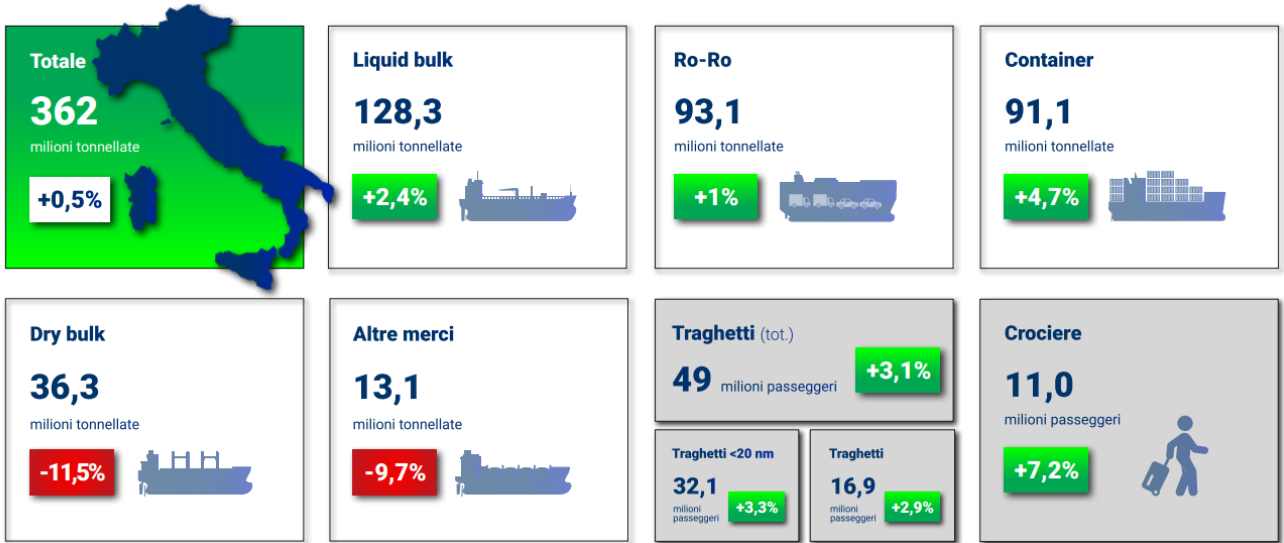 Totale
362
milioni tonnellate
+0,5%
Liquid bulk
128,3
milioni tonnellate
+2,4%
Ro-Ro
93,1
milioni tonnellate
+1%
Container
91,1
milioni tonnellate
+4,7%
Dry bulk
36,3
milioni tonnellate
-11,5%
Altre merci
13,1
milioni tonnellate
-9,7%
Traghetti (tot.)
49 milioni passeggeri
+3,1%
Traghetti <20 nm
32,1
milioni
passeggeri
+3,3%
Traghetti
16,9
milioni
passeggeri
+2,9%
Crociere
11,0
milioni passeggeri
+7,2%